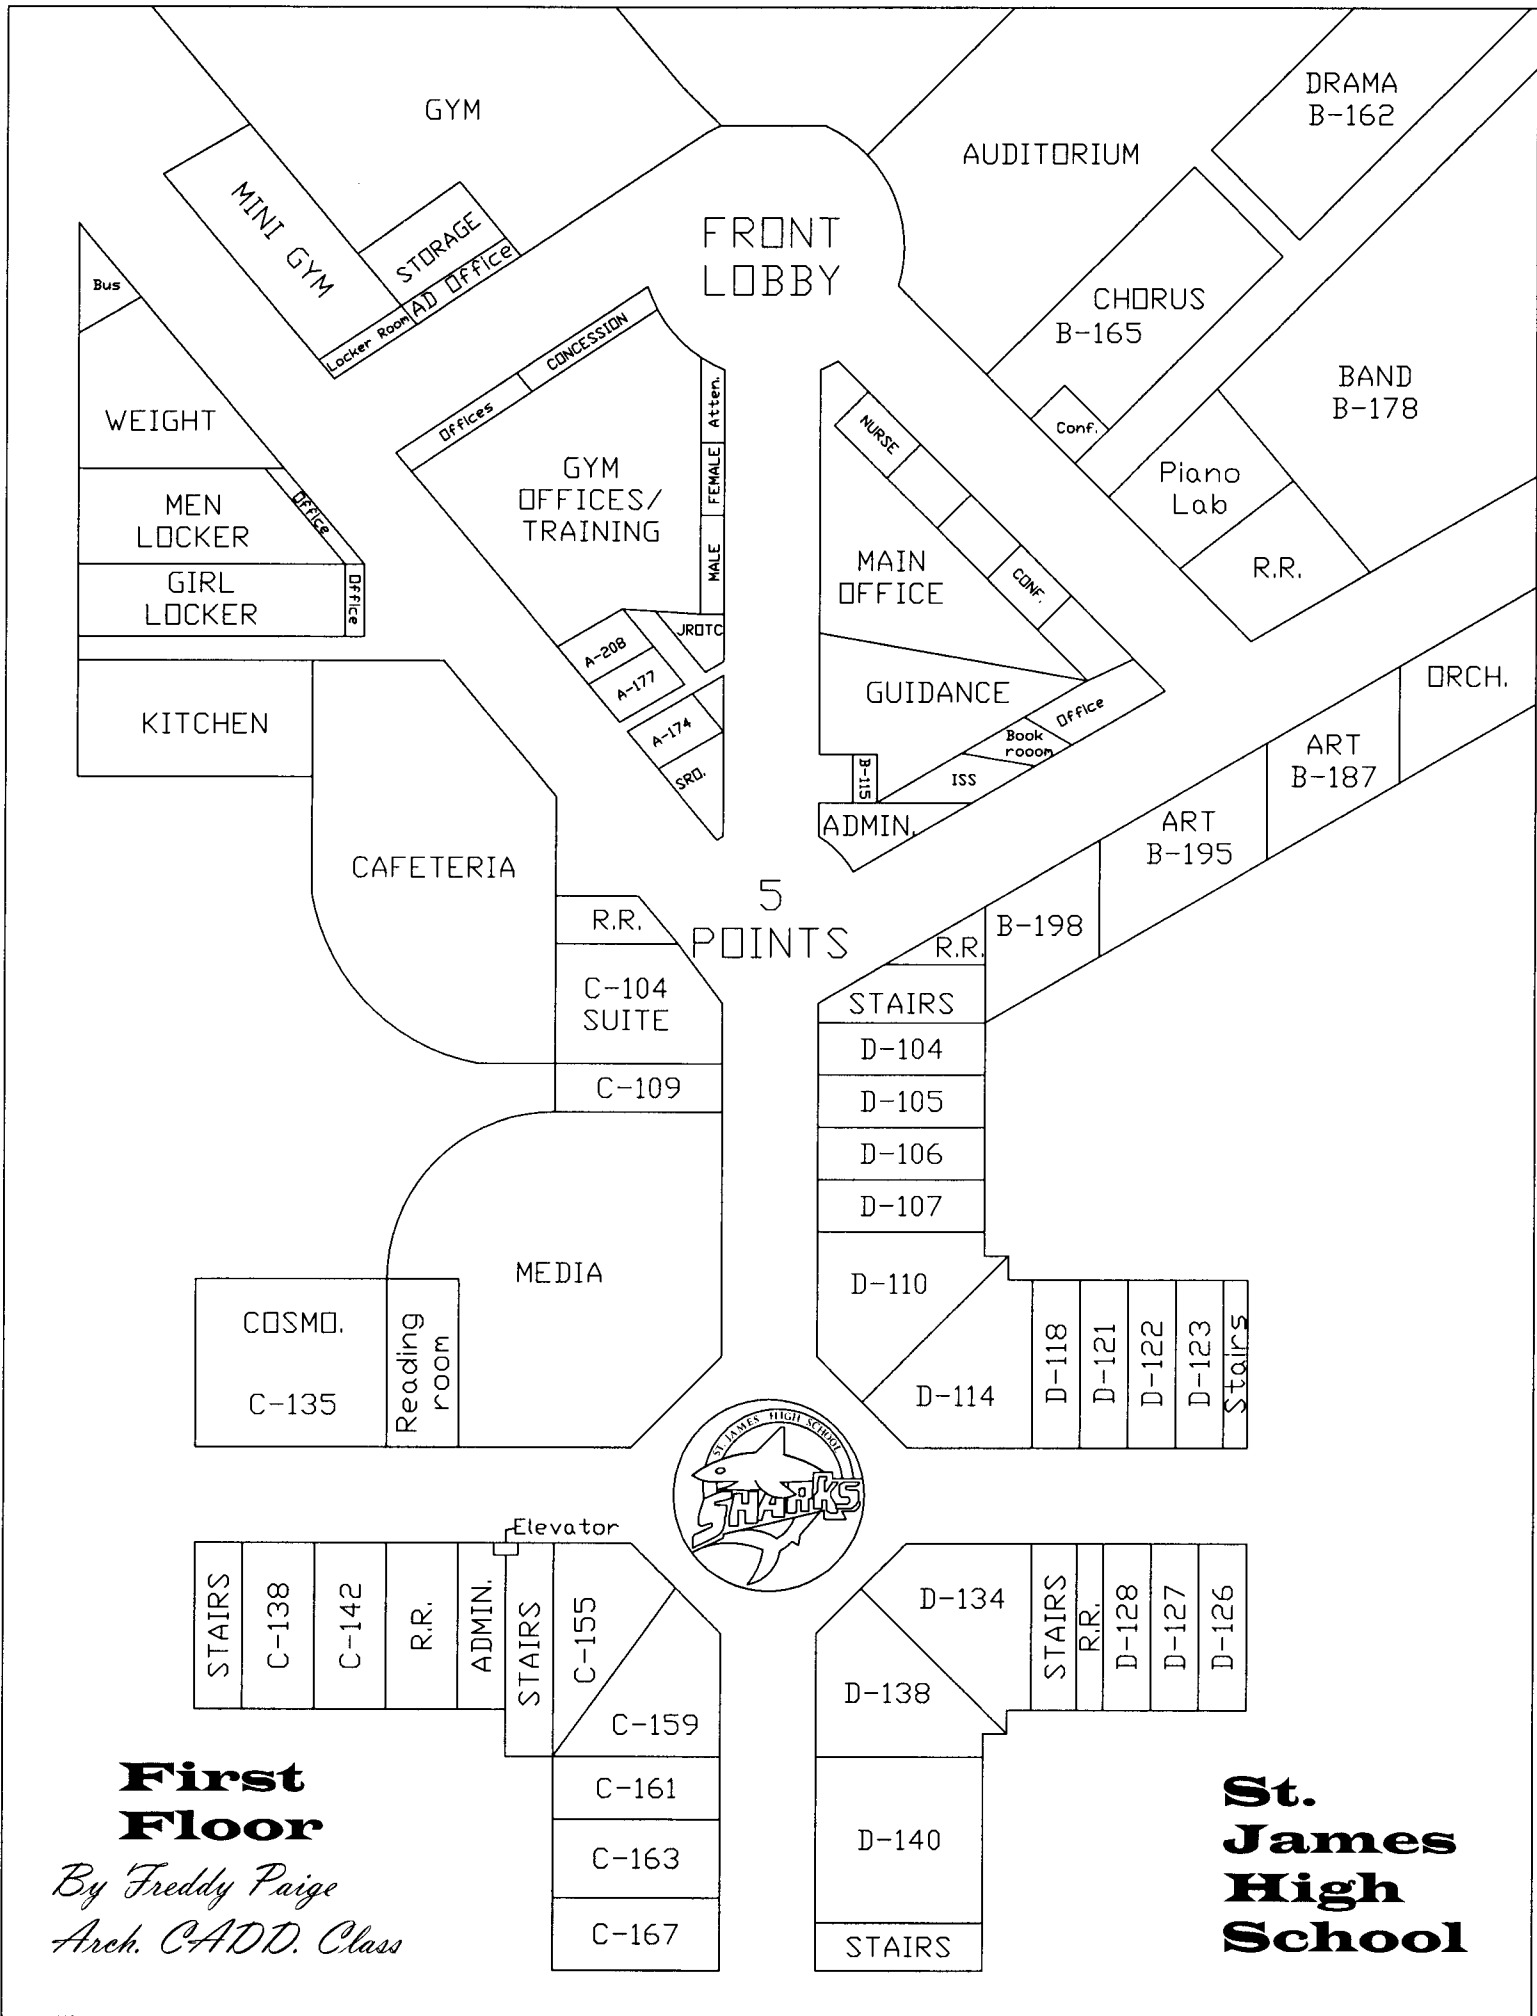 GYM
DRAMA
B-162
AUDITORIUM
MINI GYM
STORAGE
AD Office
Locker Room
FRONT
LOBBY
Bus
CHORUS
B-165
CONCESSION
Offices
Atten.
FEMALE
MALE
NURSE
Conf.
BAND
B-178
WEIGHT
Piano
Lab
R.R.
GYM
OFFICES/
TRAINING
MEN
LOCKER
Office
GIRL
LOCKER
Office
MAIN
OFFICE
CONF.
JROTC
A-208
A-177
A-174
SRO.
GUIDANCE
Office
Book
rooom
ISS
B-115
ADMIN.
ORCH.
ART
B-187
ART
B-195
B-198
KITCHEN
CAFETERIA
5
POINTS
R.R.
R.R.
C-104
SUITE
STAIRS
C-109
D-104
D-105
D-106
D-107
D-110
MEDIA
COSMO.
C-135
Reading
room
D-114
D-118
D-121
D-122
D-123
Stairs
ST. JAMES HIGH SCHOOL
SHARKS
Elevator
STAIRS
C-138
C-142
R.R.
ADMIN.
STAIRS
C-155
C-159
D-134
D-138
STAIRS
R.R.
D-128
D-127
D-126
C-161
C-163
C-167
D-140
STAIRS
First
Floor
By Freddy Paige
Arch. CADD. Class
St.
James
High
School